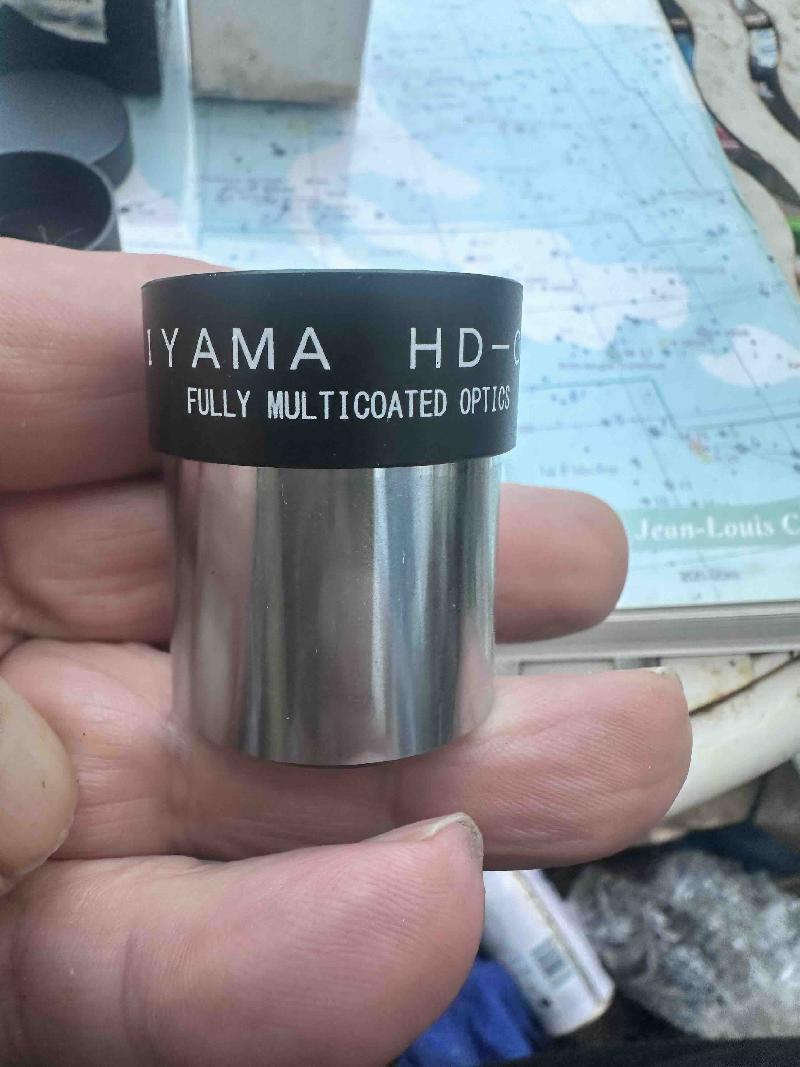 IYAMA HD-C
FULLY MULTICOATED OPTICS
Jean-Louis C